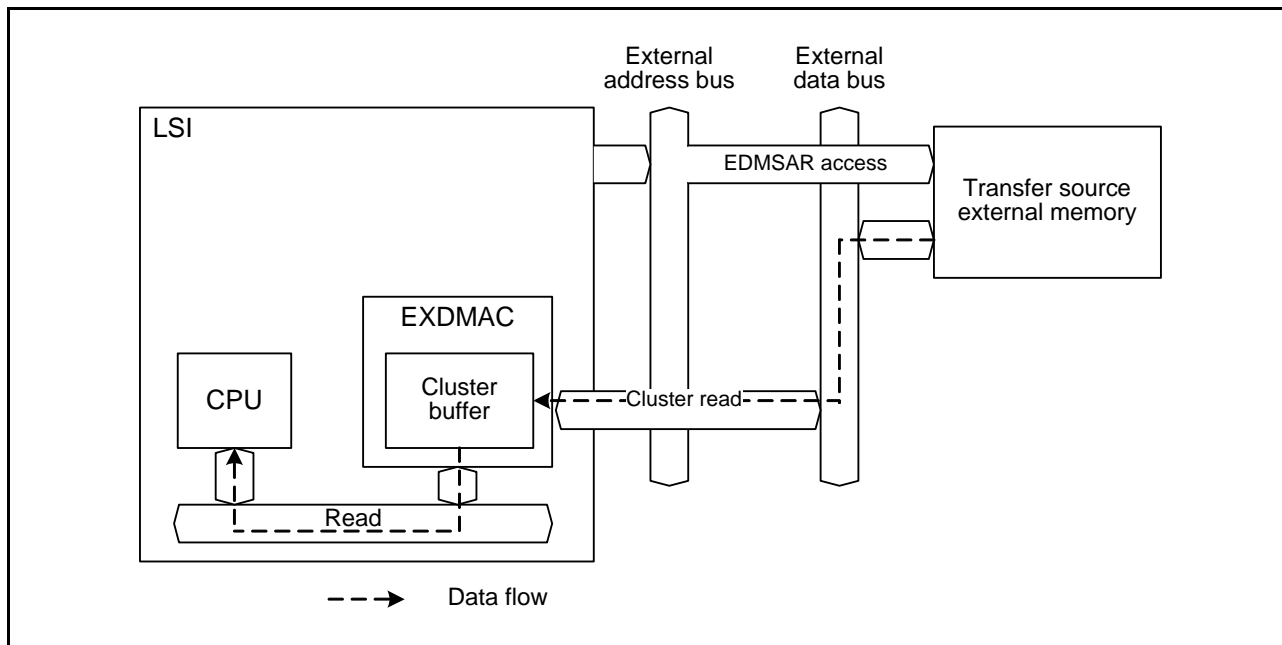 External
address bus
External
data bus
LSI
EDMSAR access
Transfer source
external memory
EXDMAC
CPU
Cluster
buffer
Cluster read
Read
Data flow